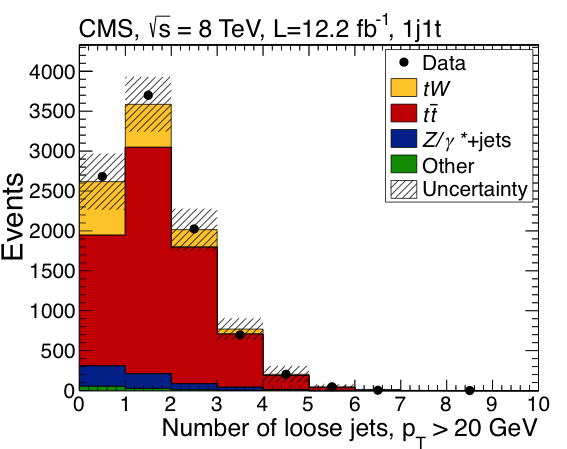 CMS, √s = 8 TeV, L=12.2 fb⁻¹, 1j1t
Data
tW
tt̄
Z/γ *+jets
Other
Uncertainty
Events
4000
3500
3000
2500
2000
1500
1000
500
0
0 1 2 3 4 5 6 7 8 9 10
Number of loose jets, p_T > 20 GeV